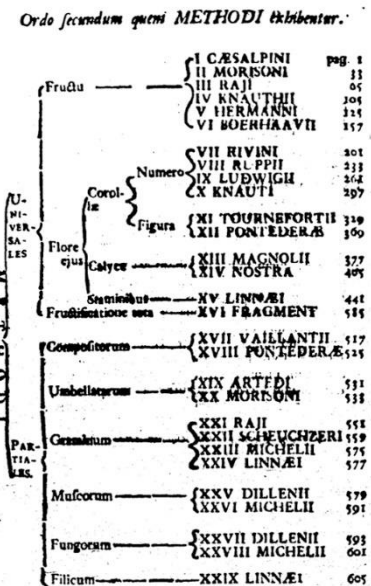 Ordo secundum quem METHODI exhibentur.
I CÆSALPINI pag. 1
II MORISONI 33
Fructu III RAJI 65
IV KNAUTHII 105
V HERMANNI 125
VI BOERHAAVII 157
VII RIVINI 201
Numero VIII RUPPII 233
IX LUDWIGII 261
U- Corol- X KNAUTI 297
NI- læ
VER- Figura XI TOURNEFORTII 329
SA- XII PONTEDERÆ 369
LES Flore
ejus Calyce XIII MAGNOLII 377
XIV NOSTRA 405
Staminibus XV LINNÆI 441
Fructificatione tota XVI FRAGMENT 585
Compositorum XVII VAILLANTII 517
XVIII PONTEDERÆ 525
Umbellatarum XIX ARTEDI 531
XX MORISONI 533
XXI RAJI 551
PAR- Graminum XXII SCHEUCHZERI 559
TIA- XXIII MICHELII 575
LES. XXIV LINNÆI 577
Muscorum XXV DILLENII 579
XXVI MICHELII 591
Fungorum XXVII DILLENII 593
XXVIII MICHELII 601
Filicum XXIX LINNÆI 605